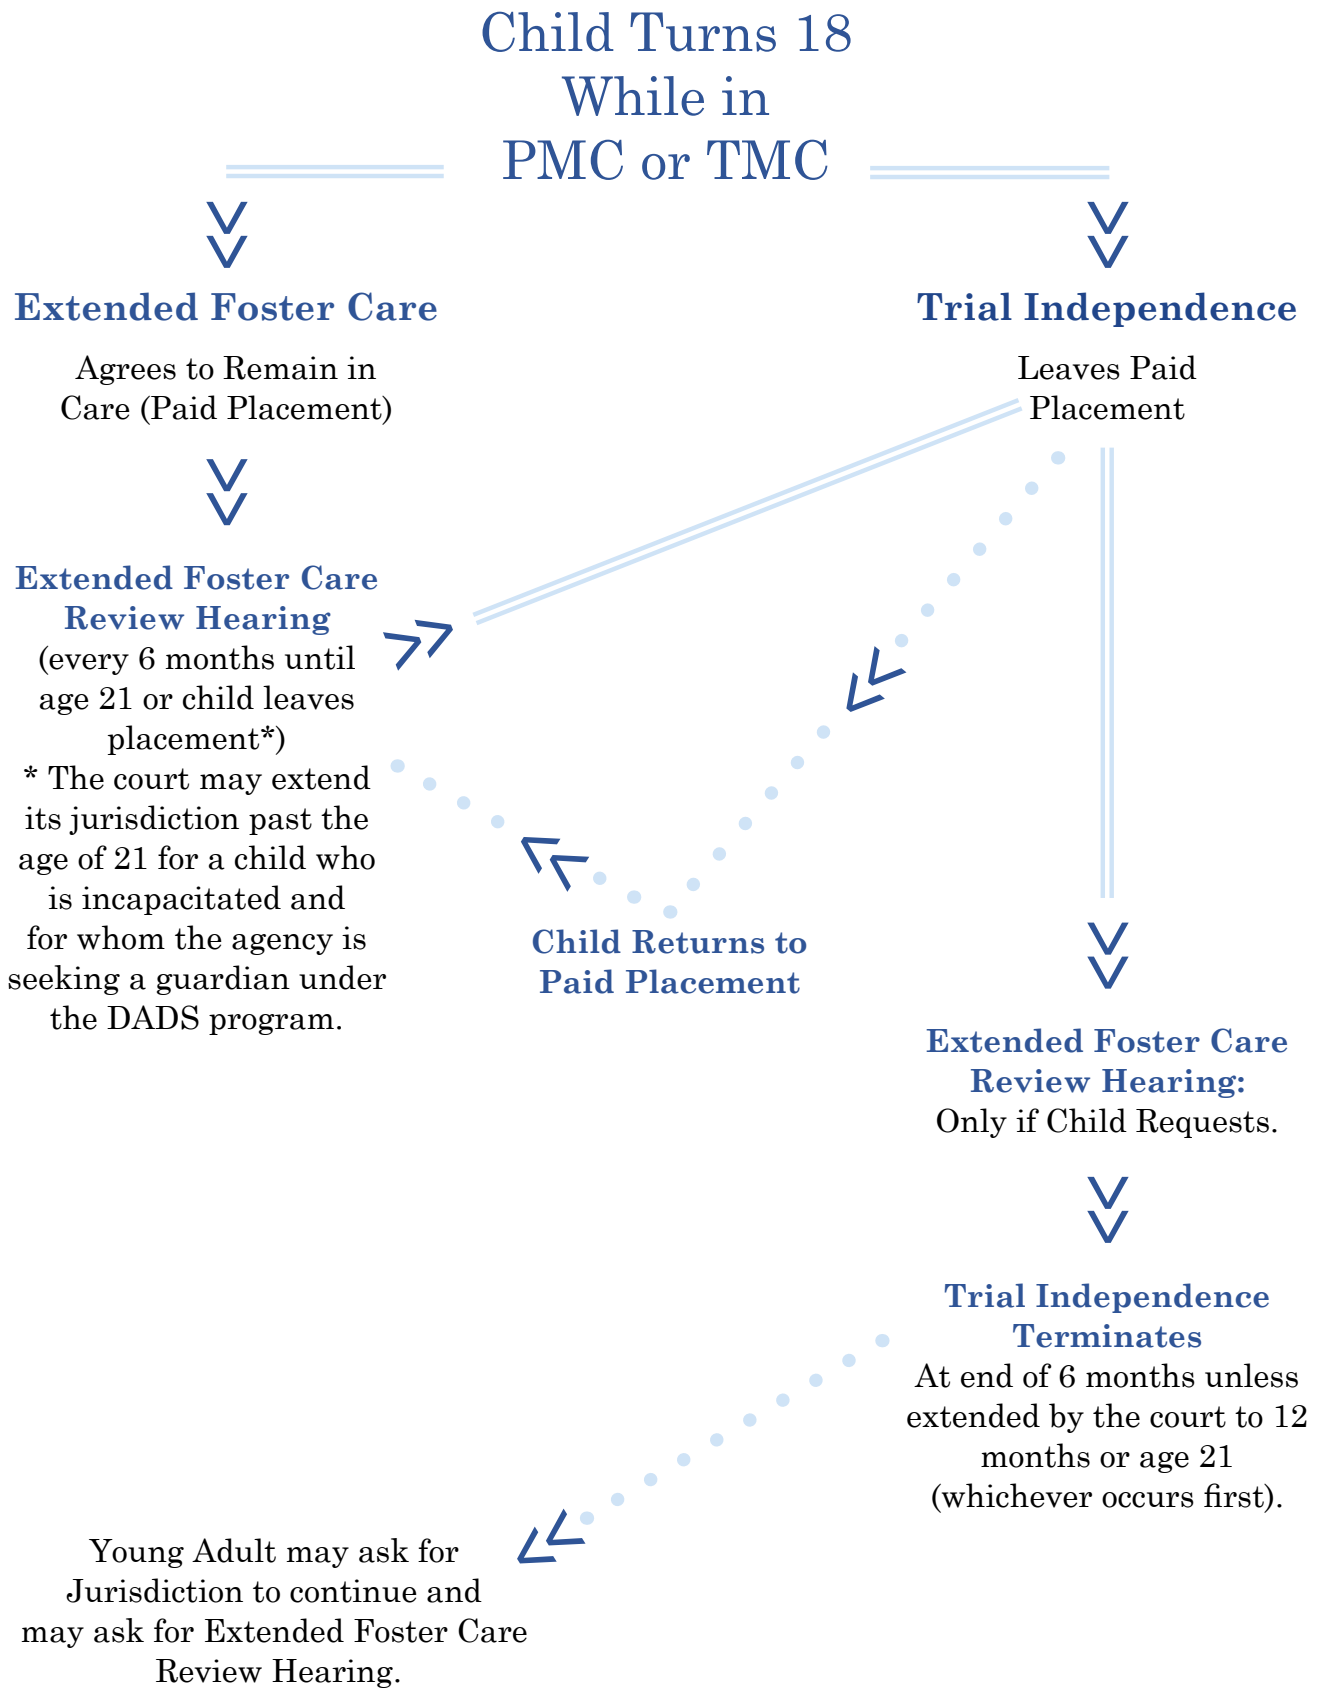 Child Turns 18
While in
PMC or TMC
Extended Foster Care
Agrees to Remain in
Care (Paid Placement)
Extended Foster Care
Review Hearing
(every 6 months until
age 21 or child leaves
placement*)
* The court may extend
its jurisdiction past the
age of 21 for a child who
is incapacitated and
for whom the agency is
seeking a guardian under
the DADS program.
Trial Independence
Leaves Paid
Placement
Child Returns to
Paid Placement
Extended Foster Care
Review Hearing:
Only if Child Requests.
Trial Independence
Terminates
At end of 6 months unless
extended by the court to 12
months or age 21
(whichever occurs first).
Young Adult may ask for
Jurisdiction to continue and
may ask for Extended Foster Care
Review Hearing.